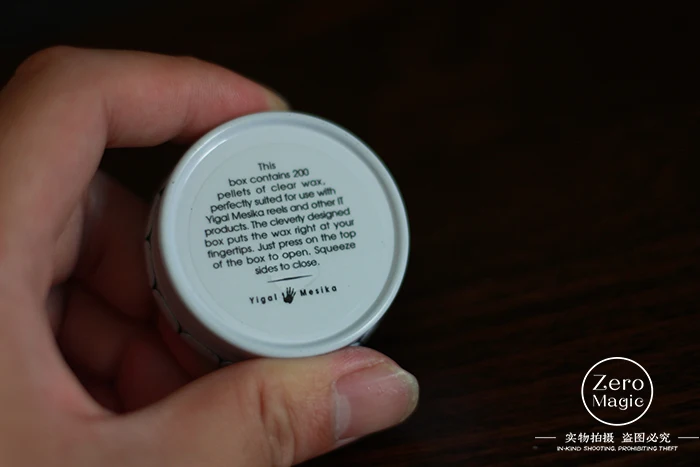 This
box contains 200
pellets of clear wax,
perfectly suited for use with
Yigal Mesika reels and other IT
products. The cleverly designed
box puts the wax right at your
fingertips. Just press on the top
of the box to open. Squeeze
sides to close.
Yigal Mesika
Zero
Magic
实物拍摄 盗图必究
IN-KIND SHOOTING, PROHIBITING THEFT